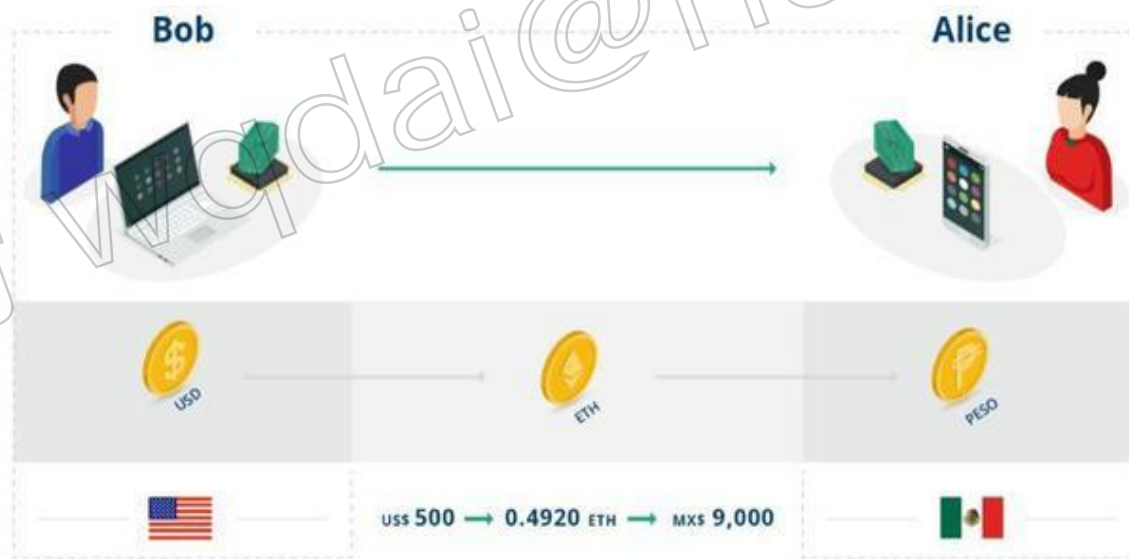 Bob
Alice
USD
ETH
PESO
US$ 500 → 0.4920 ETH → MX$ 9,000